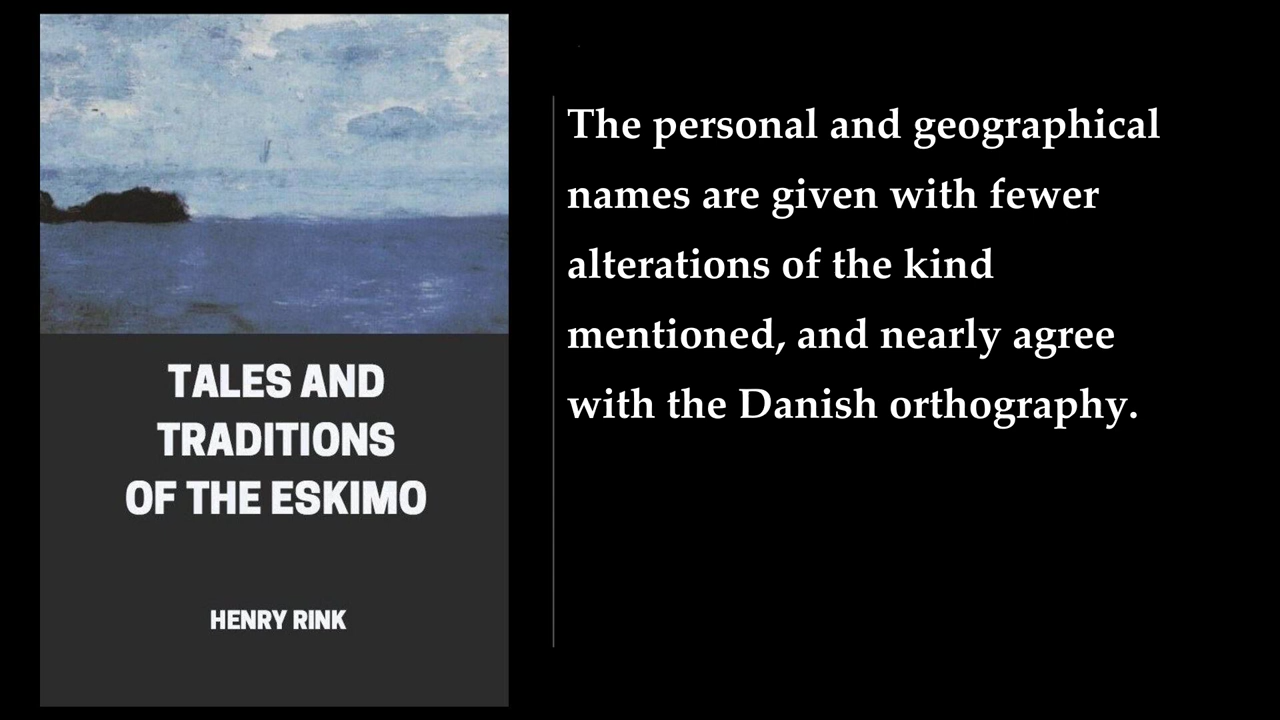 TALES AND
TRADITIONS
OF THE ESKIMO
HENRY RINK
The personal and geographical
names are given with fewer
alterations of the kind
mentioned, and nearly agree
with the Danish orthography.